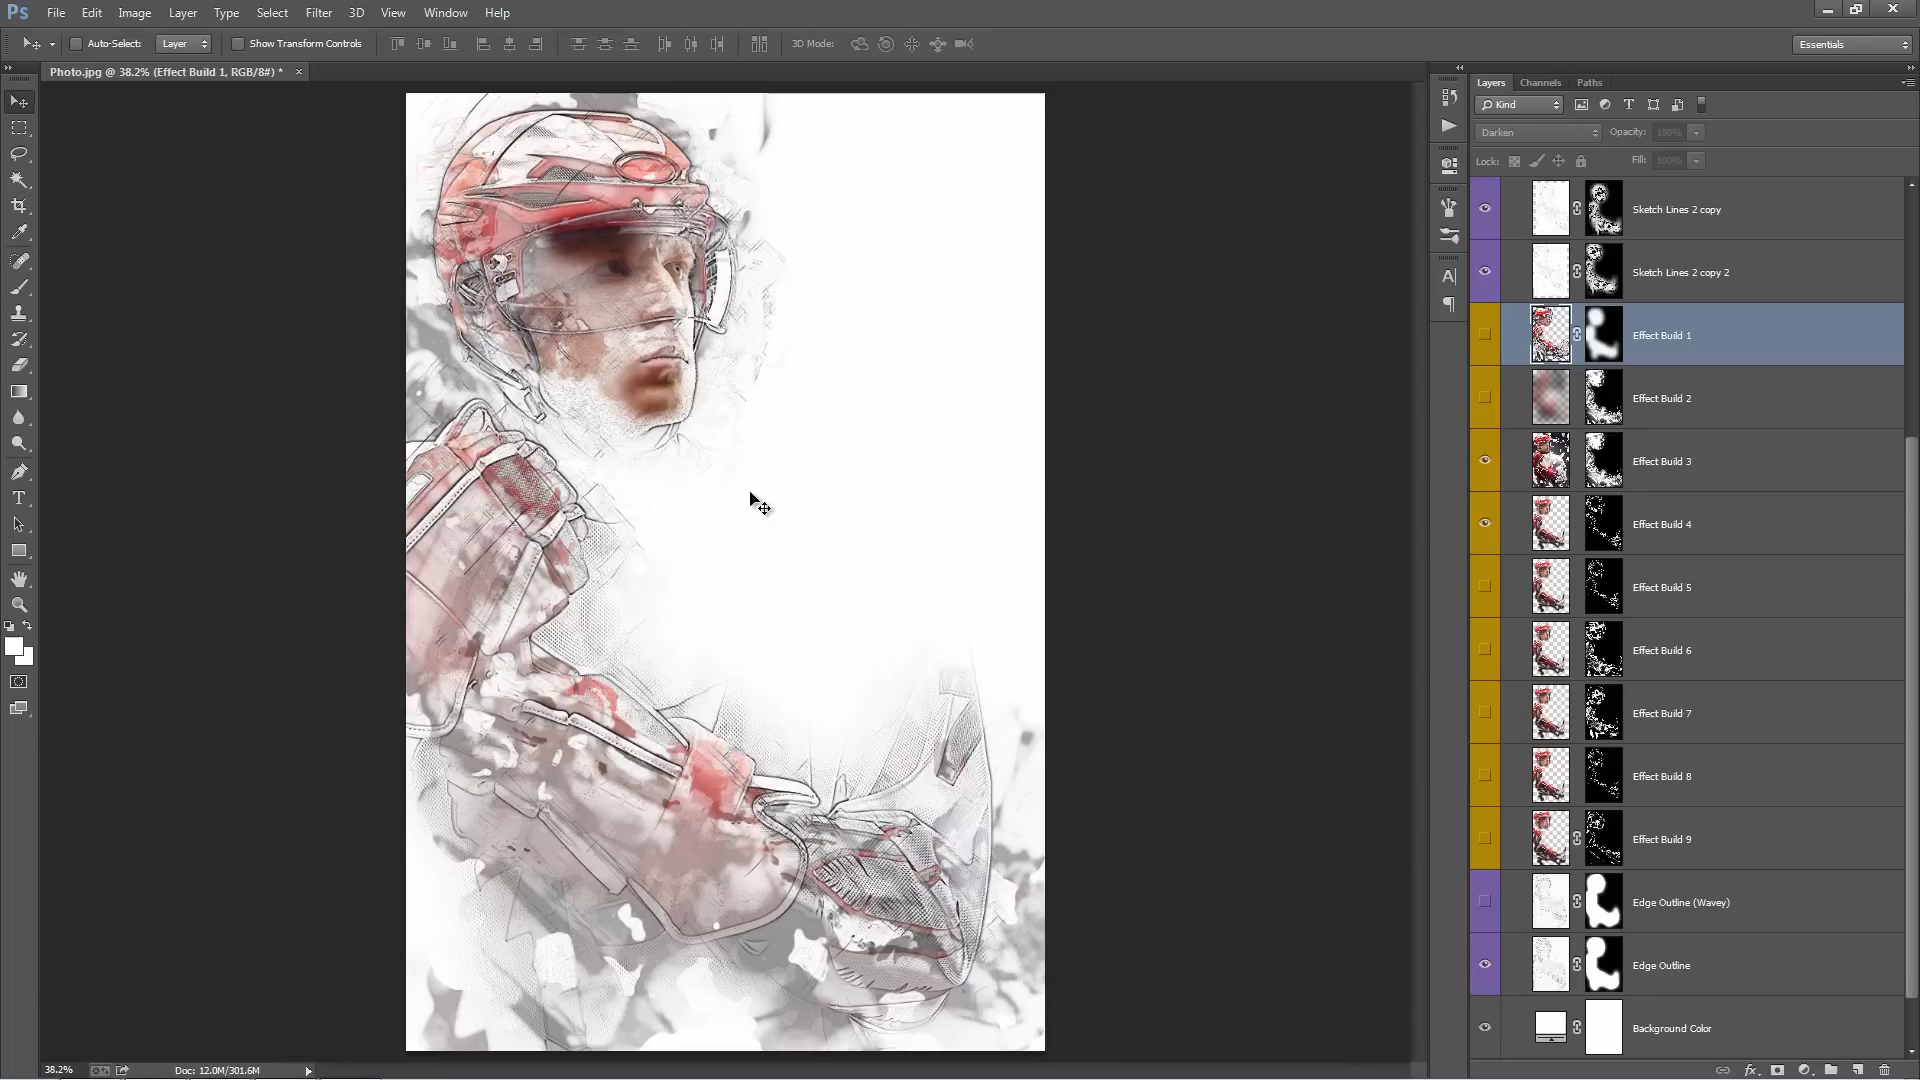 Ps File Edit Image Layer Type Select Filter 3D View Window Help
Auto-Select: Layer Show Transform Controls 3D Mode: Essentials
Photo.jpg @ 38.2% (Effect Build 1, RGB/8#) * ×
Layers Channels Paths
Kind
Darken Opacity: 100%
Lock: Fill: 100%
Sketch Lines 2 copy
Sketch Lines 2 copy 2
Effect Build 1
Effect Build 2
Effect Build 3
Effect Build 4
Effect Build 5
Effect Build 6
Effect Build 7
Effect Build 8
Effect Build 9
Edge Outline (Wavey)
Edge Outline
Background Color
38.2% Doc: 12.0M/301.6M